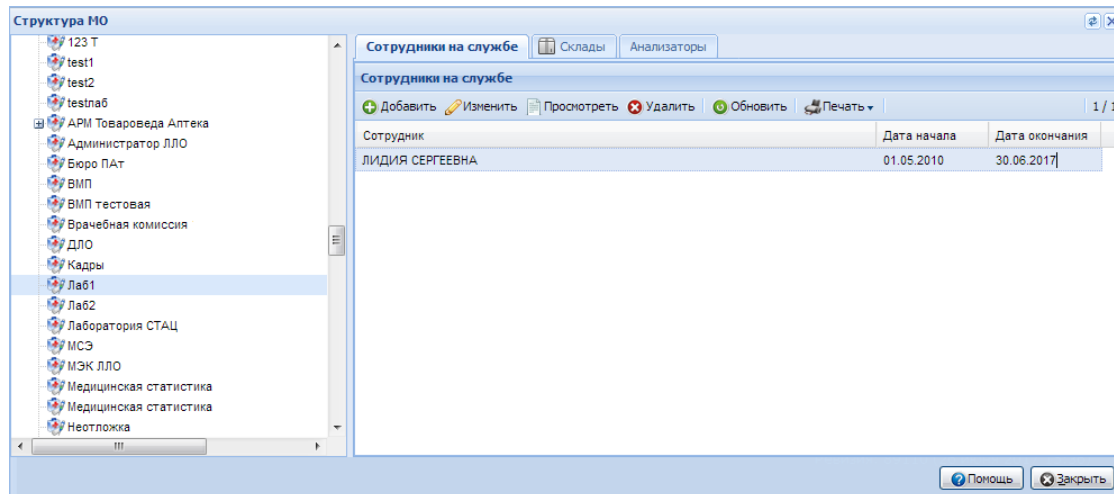 Структура МО
123 Т
test1
test2
testnaб
АРМ Товароведа Аптека
Администратор ЛЛО
Бюро ПАт
ВМП
ВМП тестовая
Врачебная комиссия
ДЛО
Кадры
Лаб1
Лаб2
Лаборатория СТАЦ
МСЭ
МЭК ЛЛО
Медицинская статистика
Медицинская статистика
Неотложка
Сотрудники на службе Склады Анализаторы
Сотрудники на службе
Добавить Изменить Просмотреть Удалить Обновить Печать 1 / 1
Сотрудник Дата начала Дата окончания
ЛИДИЯ СЕРГЕЕВНА 01.05.2010 30.06.2017
Помощь Закрыть